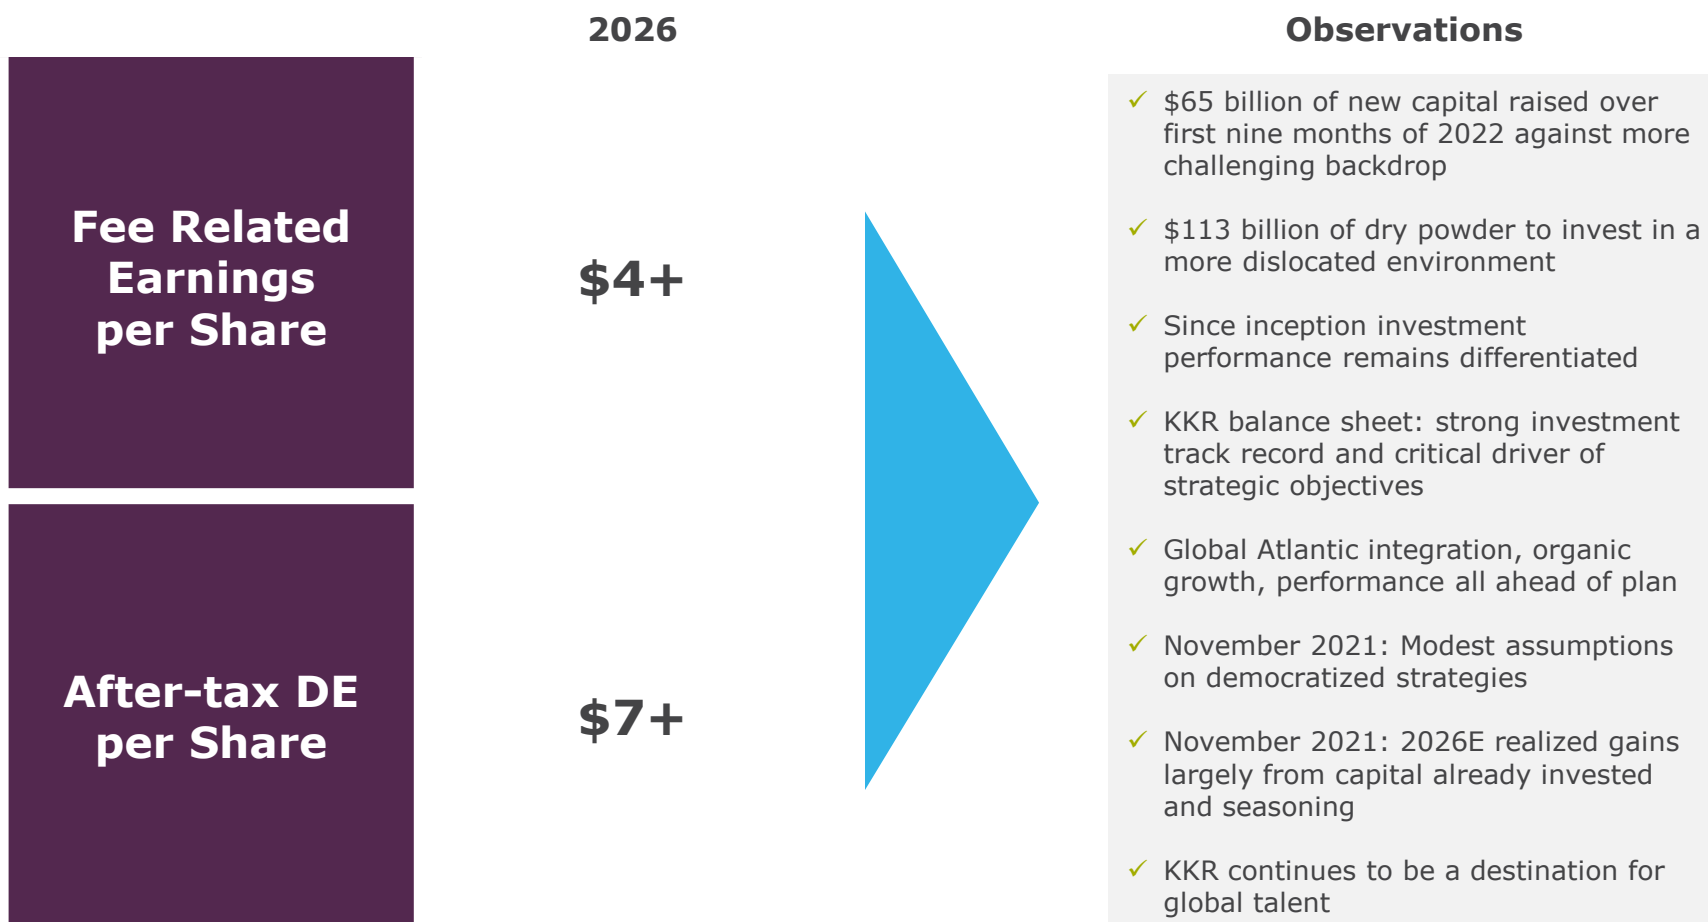 2026
Observations
Fee Related
Earnings
per Share
$4+
After-tax DE
per Share
$7+
✓ $65 billion of new capital raised over
first nine months of 2022 against more
challenging backdrop
✓ $113 billion of dry powder to invest in a
more dislocated environment
✓ Since inception investment
performance remains differentiated
✓ KKR balance sheet: strong investment
track record and critical driver of
strategic objectives
✓ Global Atlantic integration, organic
growth, performance all ahead of plan
✓ November 2021: Modest assumptions
on democratized strategies
✓ November 2021: 2026E realized gains
largely from capital already invested
and seasoning
✓ KKR continues to be a destination for
global talent